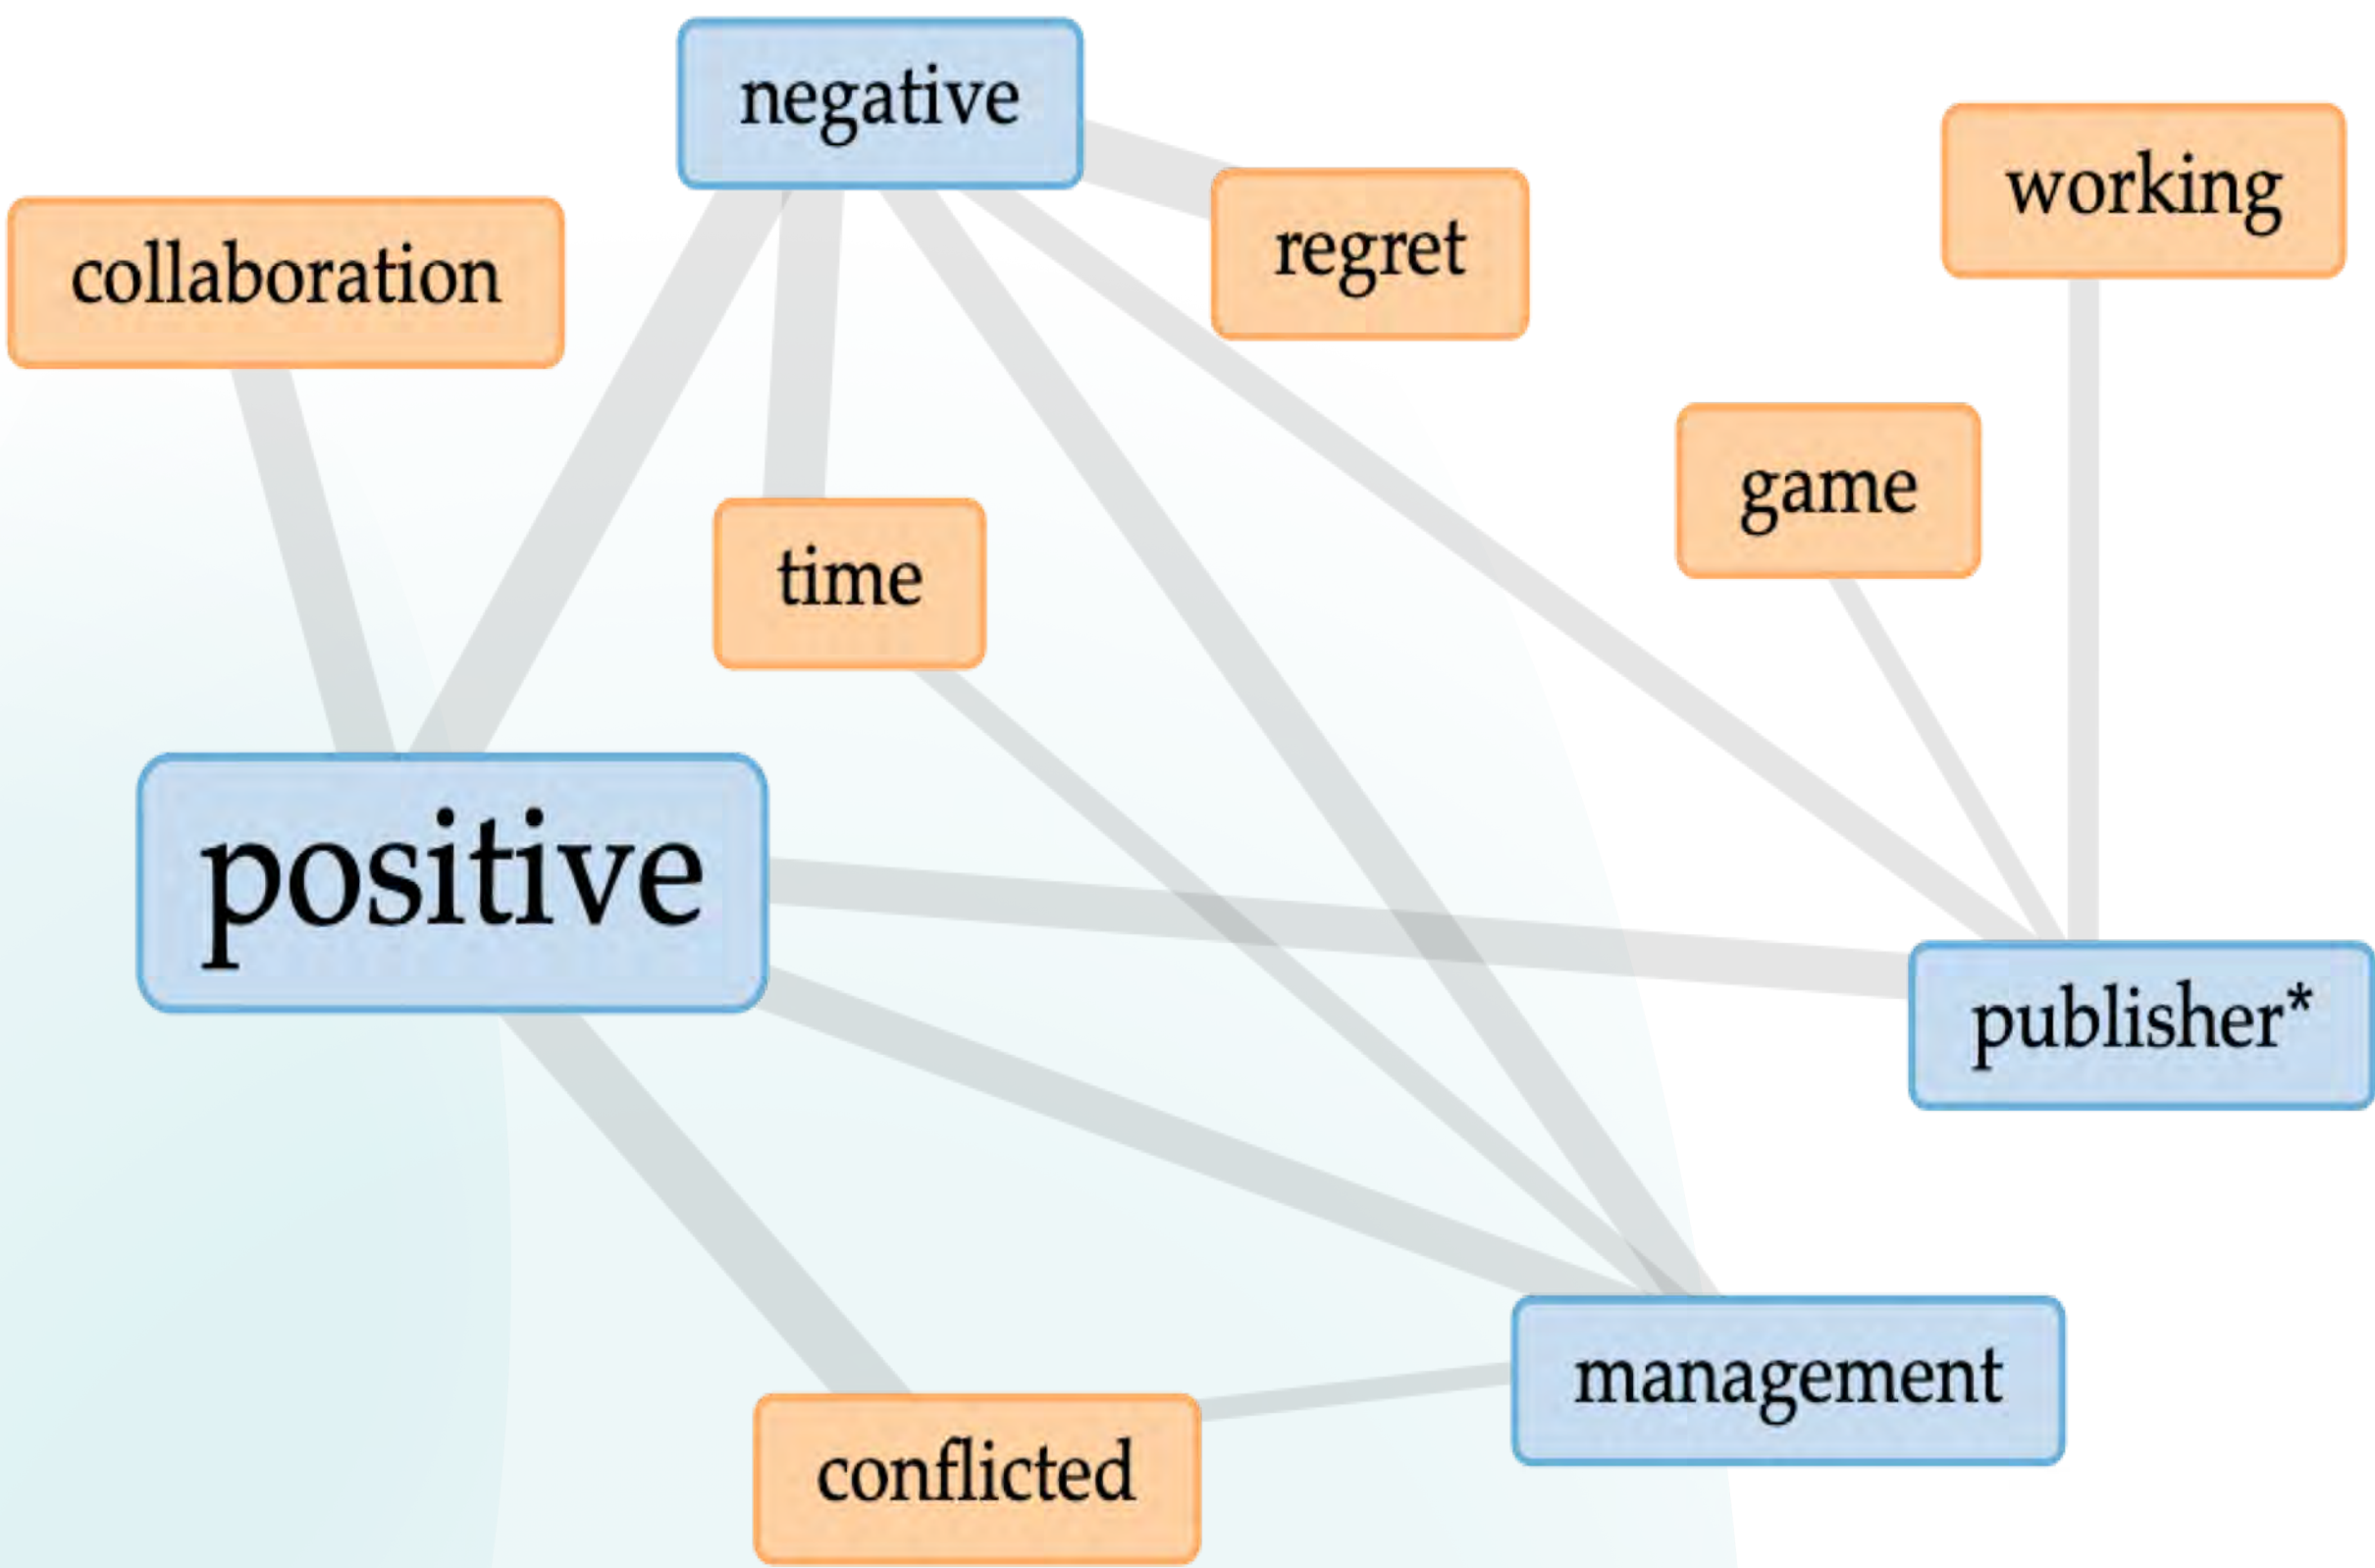 negative
working
regret
collaboration
game
time
positive
publisher*
management
conflicted